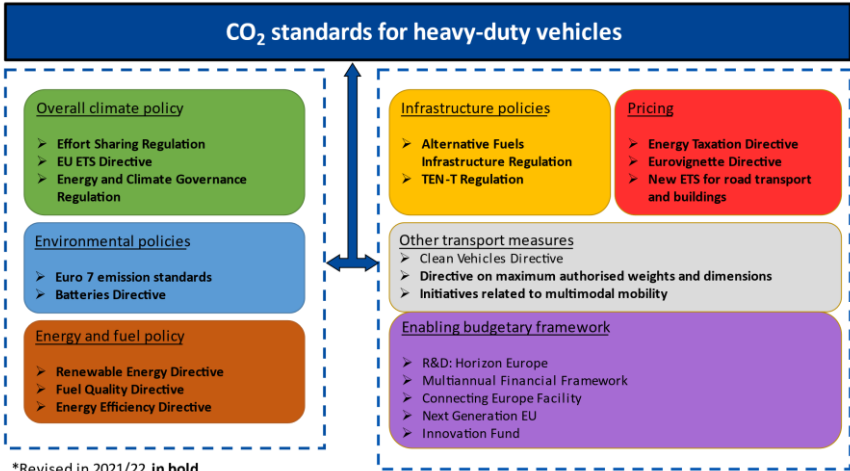 CO₂ standards for heavy-duty vehicles
Overall climate policy
➢ Effort Sharing Regulation
➢ EU ETS Directive
➢ Energy and Climate Governance
Regulation
Environmental policies
➢ Euro 7 emission standards
➢ Batteries Directive
Energy and fuel policy
➢ Renewable Energy Directive
➢ Fuel Quality Directive
➢ Energy Efficiency Directive
*Revised in 2021/22 in bold
Infrastructure policies
➢ Alternative Fuels
Infrastructure Regulation
➢ TEN-T Regulation
Pricing
➢ Energy Taxation Directive
➢ Eurovignette Directive
➢ New ETS for road transport
and buildings
Other transport measures
➢ Clean Vehicles Directive
➢ Directive on maximum authorised weights and dimensions
➢ Initiatives related to multimodal mobility
Enabling budgetary framework
➢ R&D: Horizon Europe
➢ Multiannual Financial Framework
➢ Connecting Europe Facility
➢ Next Generation EU
➢ Innovation Fund